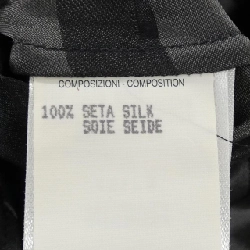 COMPOSIZIONI - COMPOSITION
100% SETA SILK
SOIE SEIDE